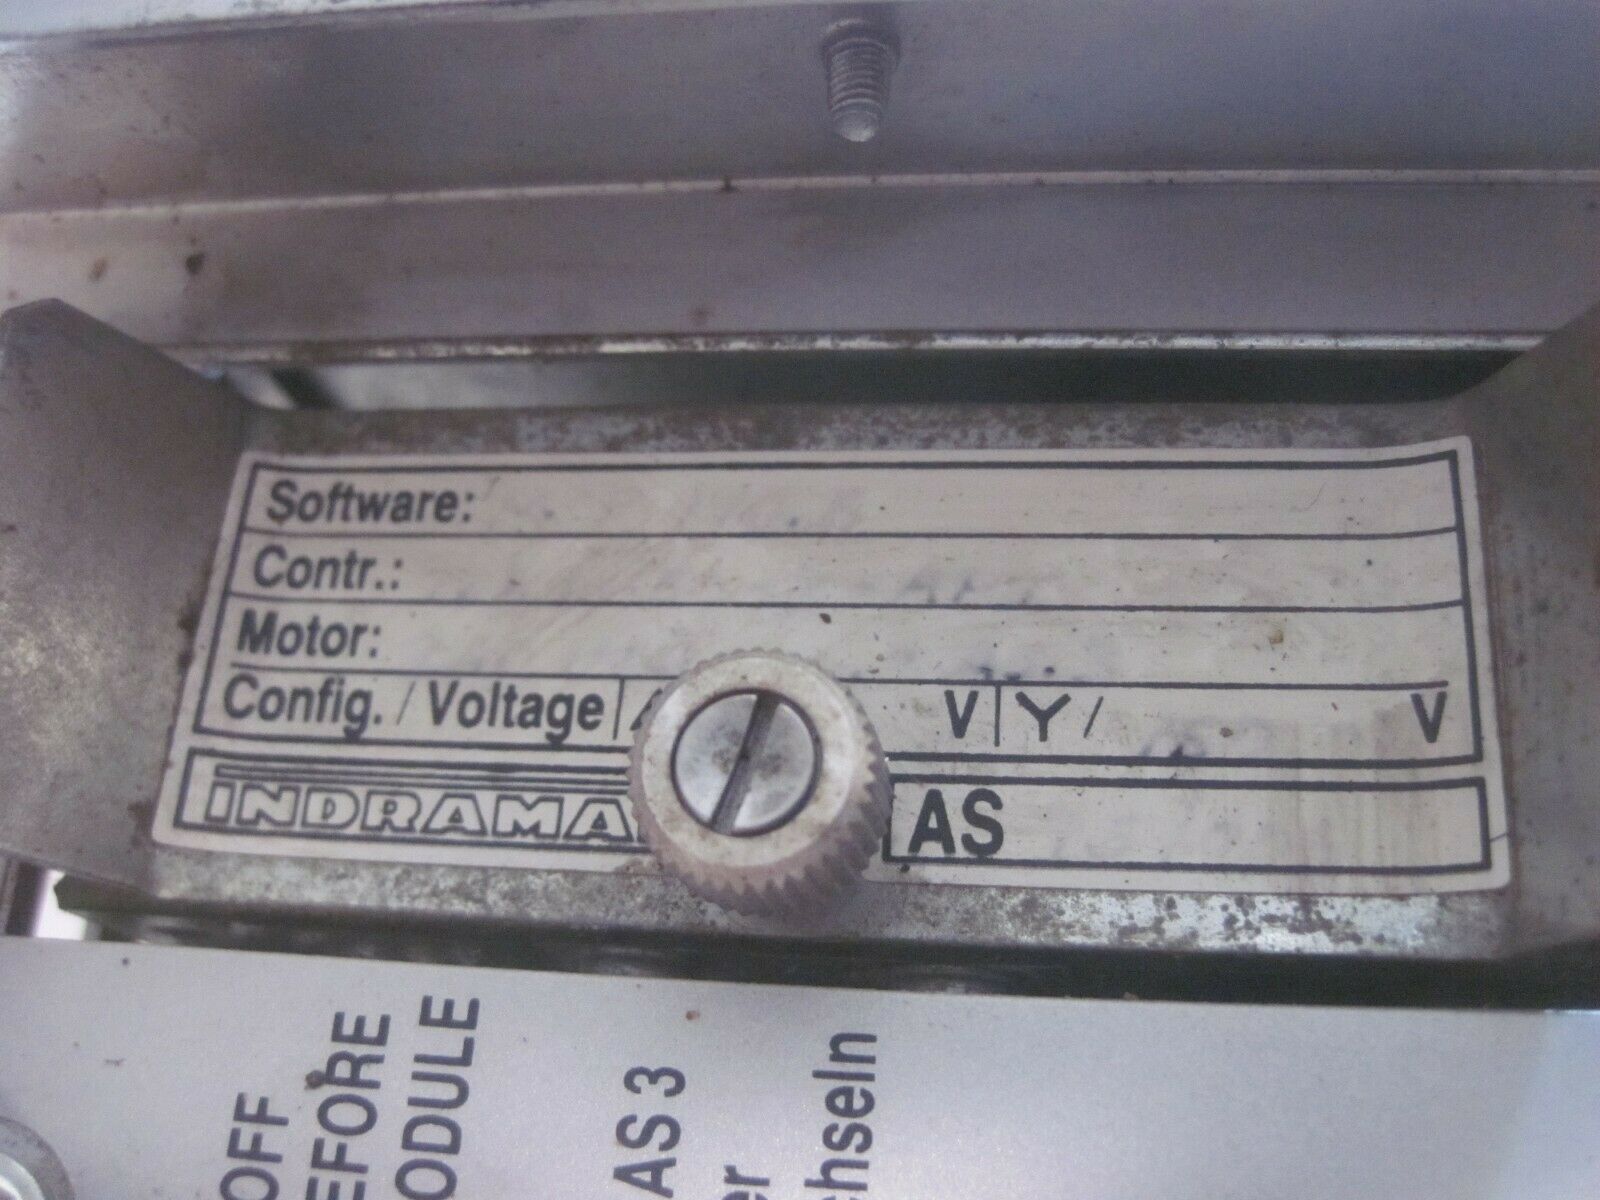 Software:
Contr.:
Motor:
Config. / Voltage V Y / V
INDRAMA
AS
OFF
EFORE
ODULE
AS 3
er
chseln